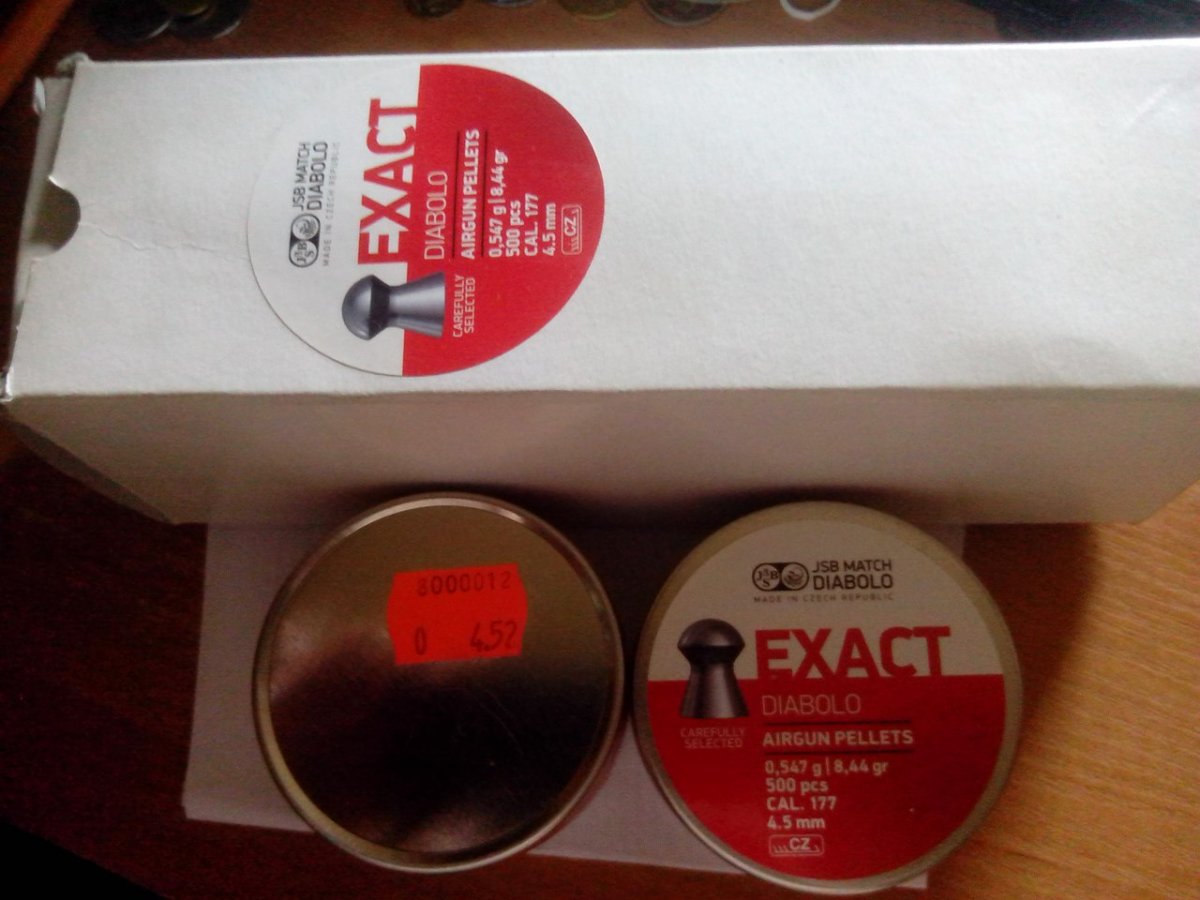 JSB
JSB MATCH
DIABOLO
MADE IN CZECH REPUBLIC
EXACT
DIABOLO
CAREFULLY
SELECTED
AIRGUN PELLETS
0,547 g | 8,44 gr
500 pcs
CAL. 177
4.5 mm
CZ
8000012
0 4.52
JSB
JSB MATCH
DIABOLO
MADE IN CZECH REPUBLIC
EXACT
DIABOLO
CAREFULLY
SELECTED
AIRGUN PELLETS
0,547 g | 8,44 gr
500 pcs
CAL. 177
4.5 mm
CZ